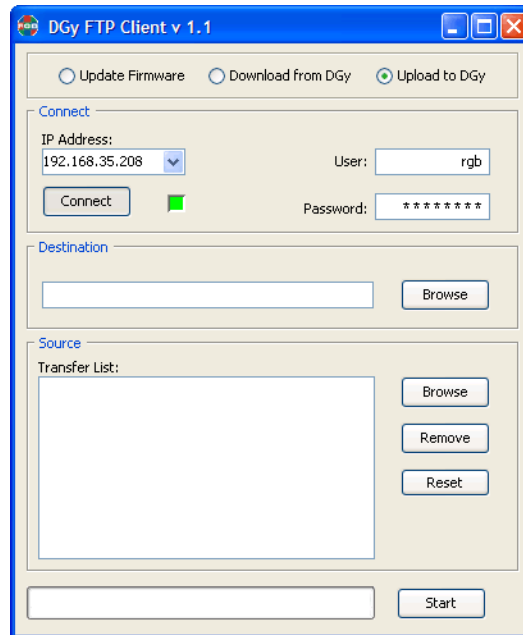 DGy FTP Client v 1.1
Update Firmware Download from DGy Upload to DGy
Connect
IP Address:
192.168.35.208
User: rgb
Connect
Password: ********
Destination
Browse
Source
Transfer List:
Browse
Remove
Reset
Start